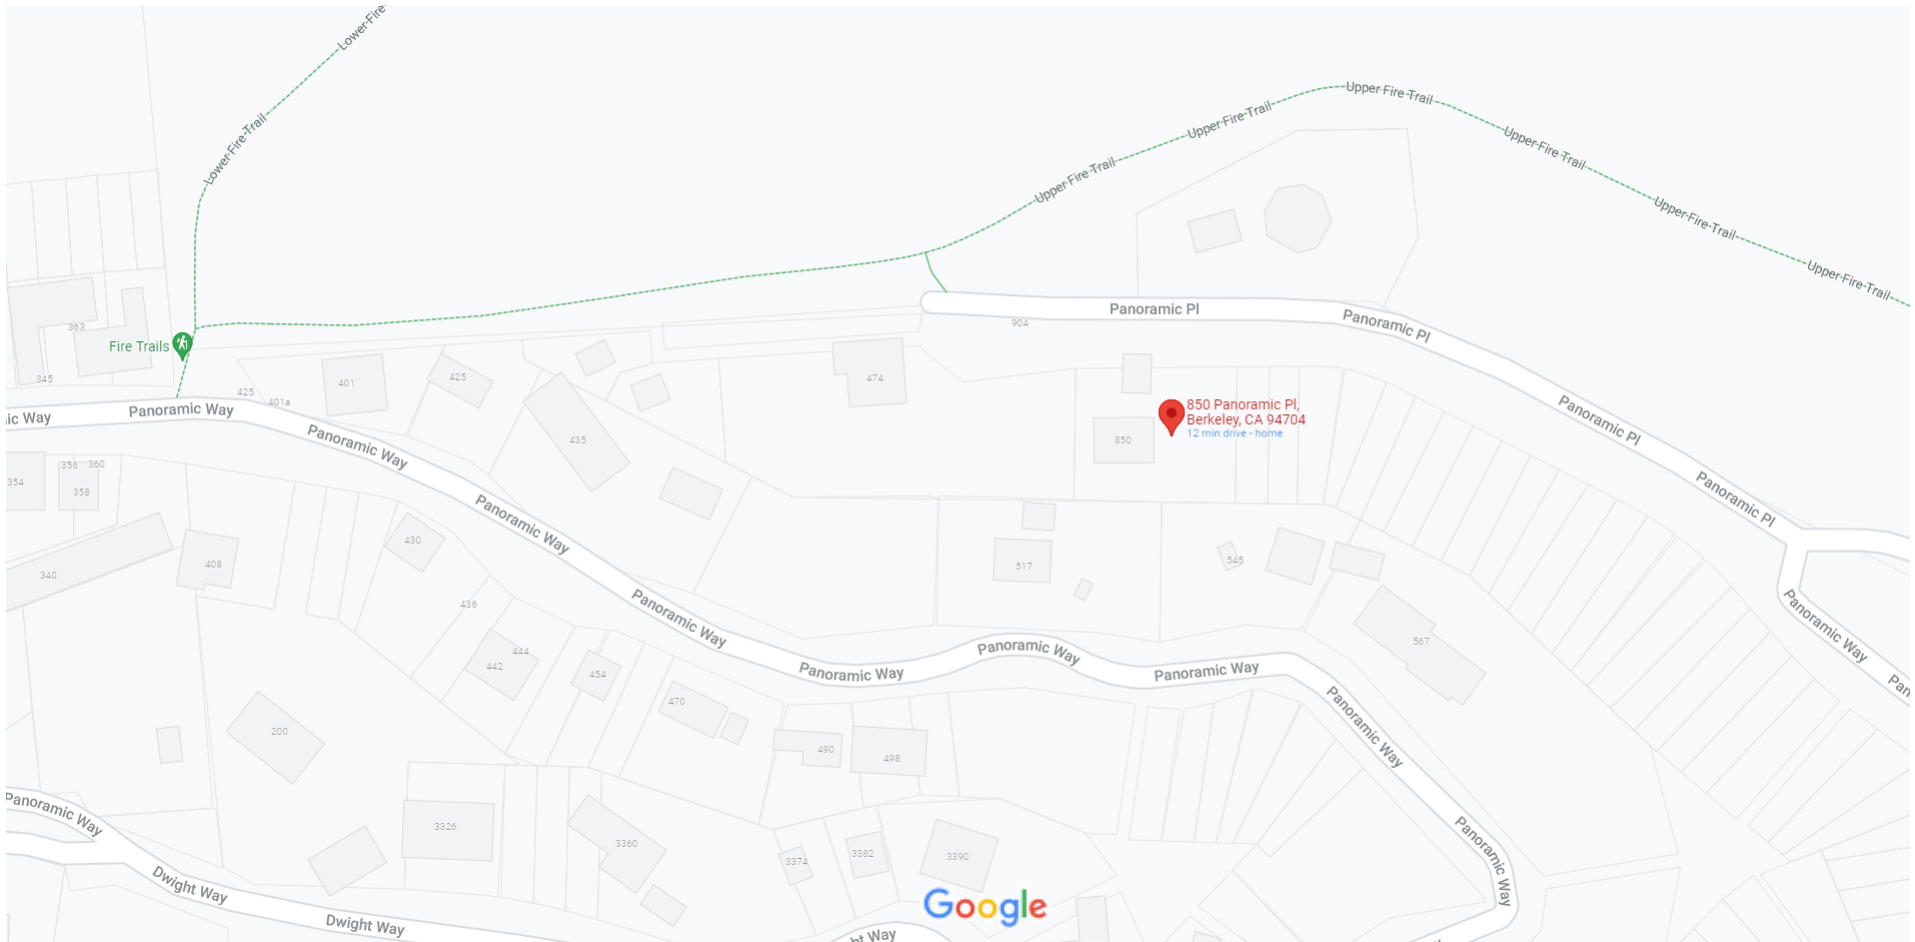 Lower-Fire
Upper Fire Trail
Lower-Fire Trail
Upper Fire Trail
Upper Fire Trail
Upper Fire Trail
Upper Fire Trail
Upper Fire Trail
Panoramic Pl
Panoramic Pl
904
363
Fire Trails
345
401
425
474
425
401a
ic Way
Panoramic Way
850 Panoramic Pl,
Berkeley, CA 94704
12 min drive - home
850
Panoramic Pl
Panoramic Way
435
354
356
360
358
Panoramic Way
Panoramic Pl
430
408
340
436
517
545
Panoramic Way
Panoramic Way
567
442
444
454
470
Panoramic Way
Panoramic Way
Panoramic Way
Pan
Panoramic Way
200
490
498
Panoramic Way
3326
3360
3374
3382
3390
Panoramic Way
Dwight Way
Google
Dwight Way
ht Way